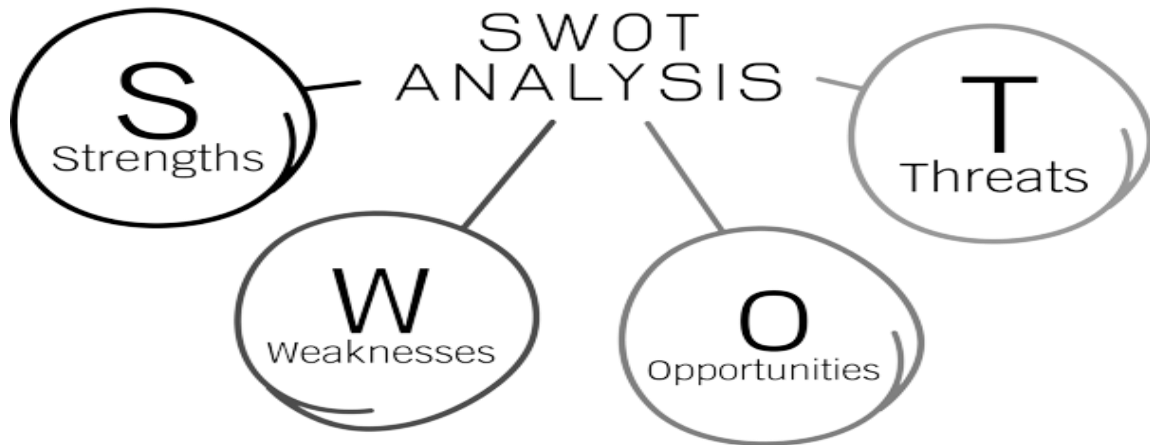 SWOT
ANALYSIS
S
Strengths
W
Weaknesses
O
Opportunities
T
Threats